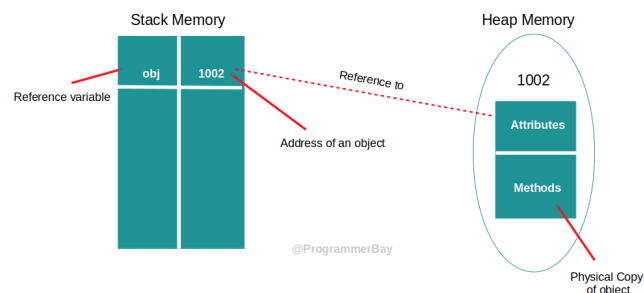 Stack Memory
Heap Memory
obj
1002
Reference variable
Reference to
1002
Address of an object
Attributes
Methods
@ProgrammerBay
Physical Copy
of object